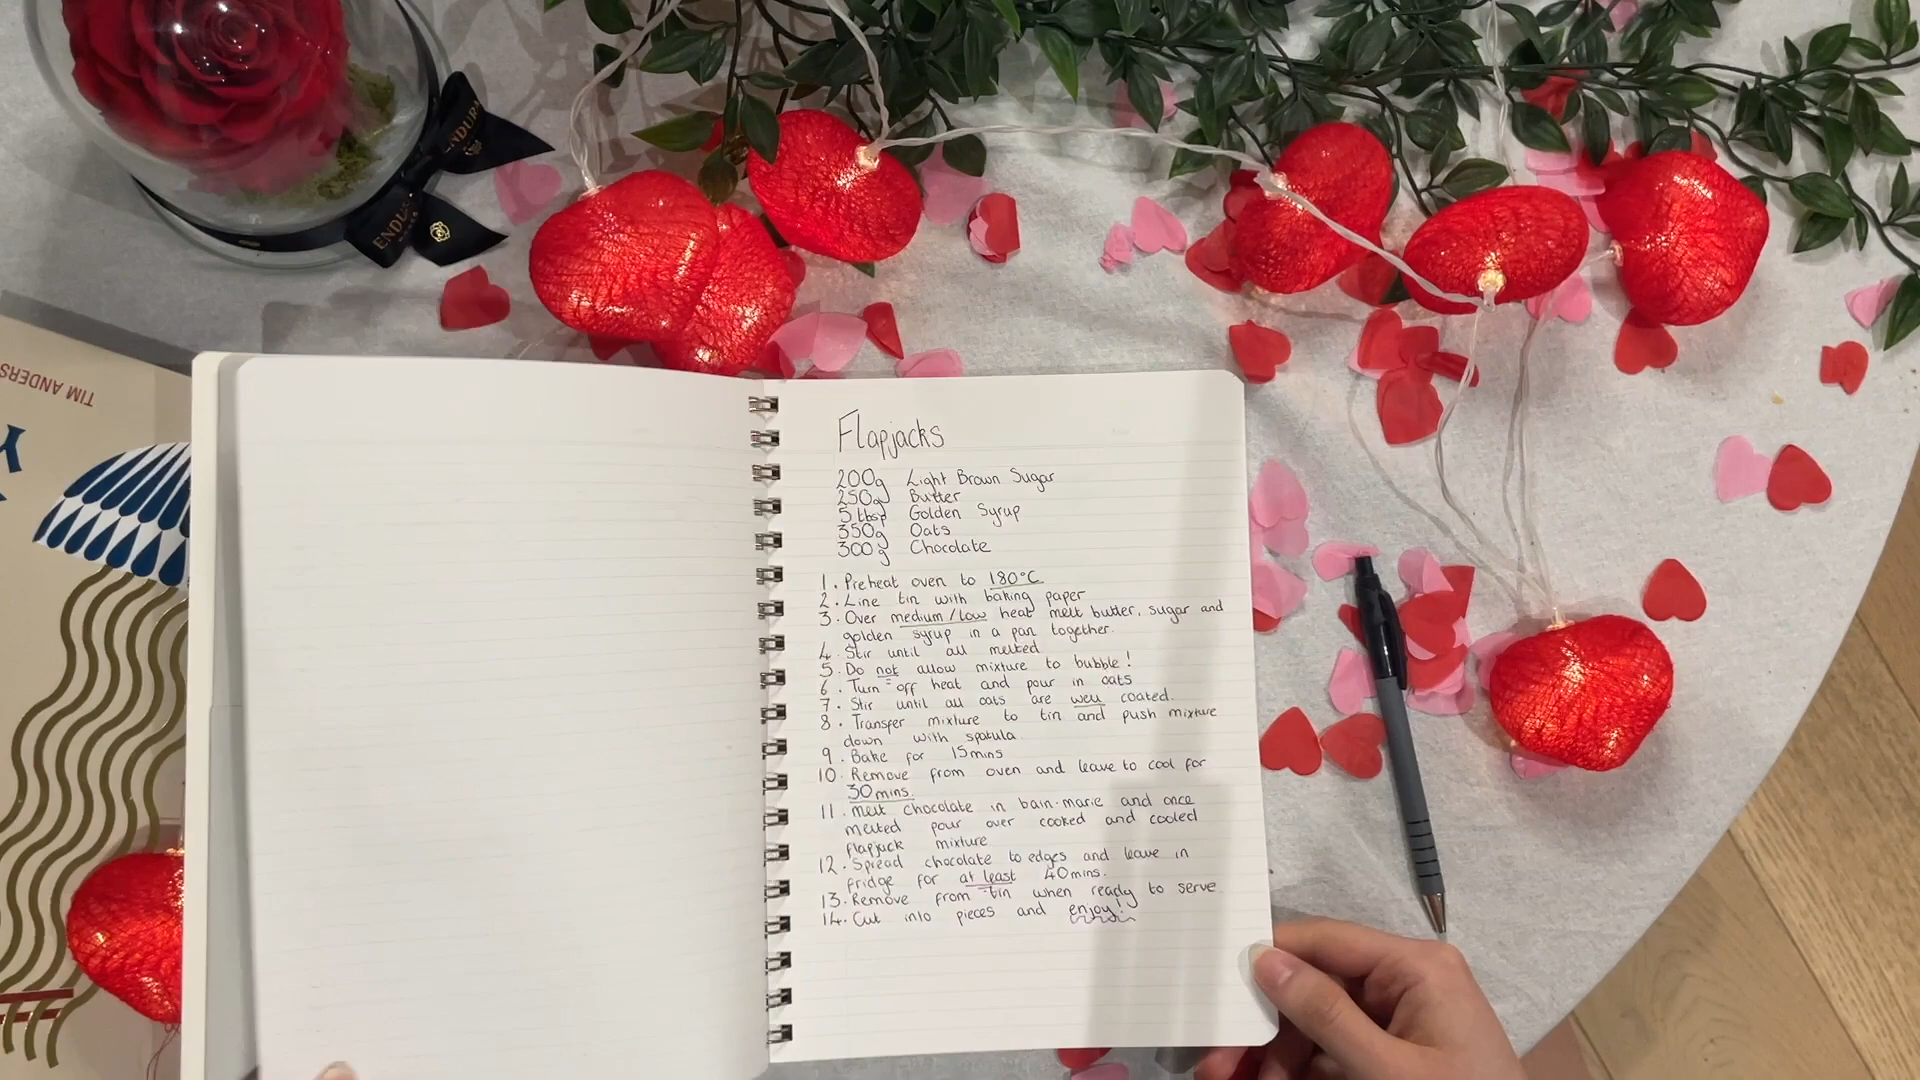 ENDURA
ENDURA
ROSES
TIM ANDERS
Y
Flapjacks
200g Light Brown Sugar
250g Butter
5 tbsp Golden Syrup
350g Oats
300g Chocolate
1. Preheat oven to 180°C
2. Line tin with baking paper
3. Over medium/low heat melt butter, sugar and
golden syrup in a pan together.
4. Stir until all melted
5. Do not allow mixture to bubble!
6. Turn off heat and pour in oats
7. Stir until all oats are well coated.
8. Transfer mixture to tin and push mixture
down with spatula
9. Bake for 15mins
10. Remove from oven and leave to cool for
30mins.
11. Melt chocolate in bain-marie and once
melted pour over cooked and cooled
flapjack mixture
12. Spread chocolate to edges and leave in
fridge for at least 40mins.
13. Remove from tin when ready to serve
14. Cut into pieces and enjoy!